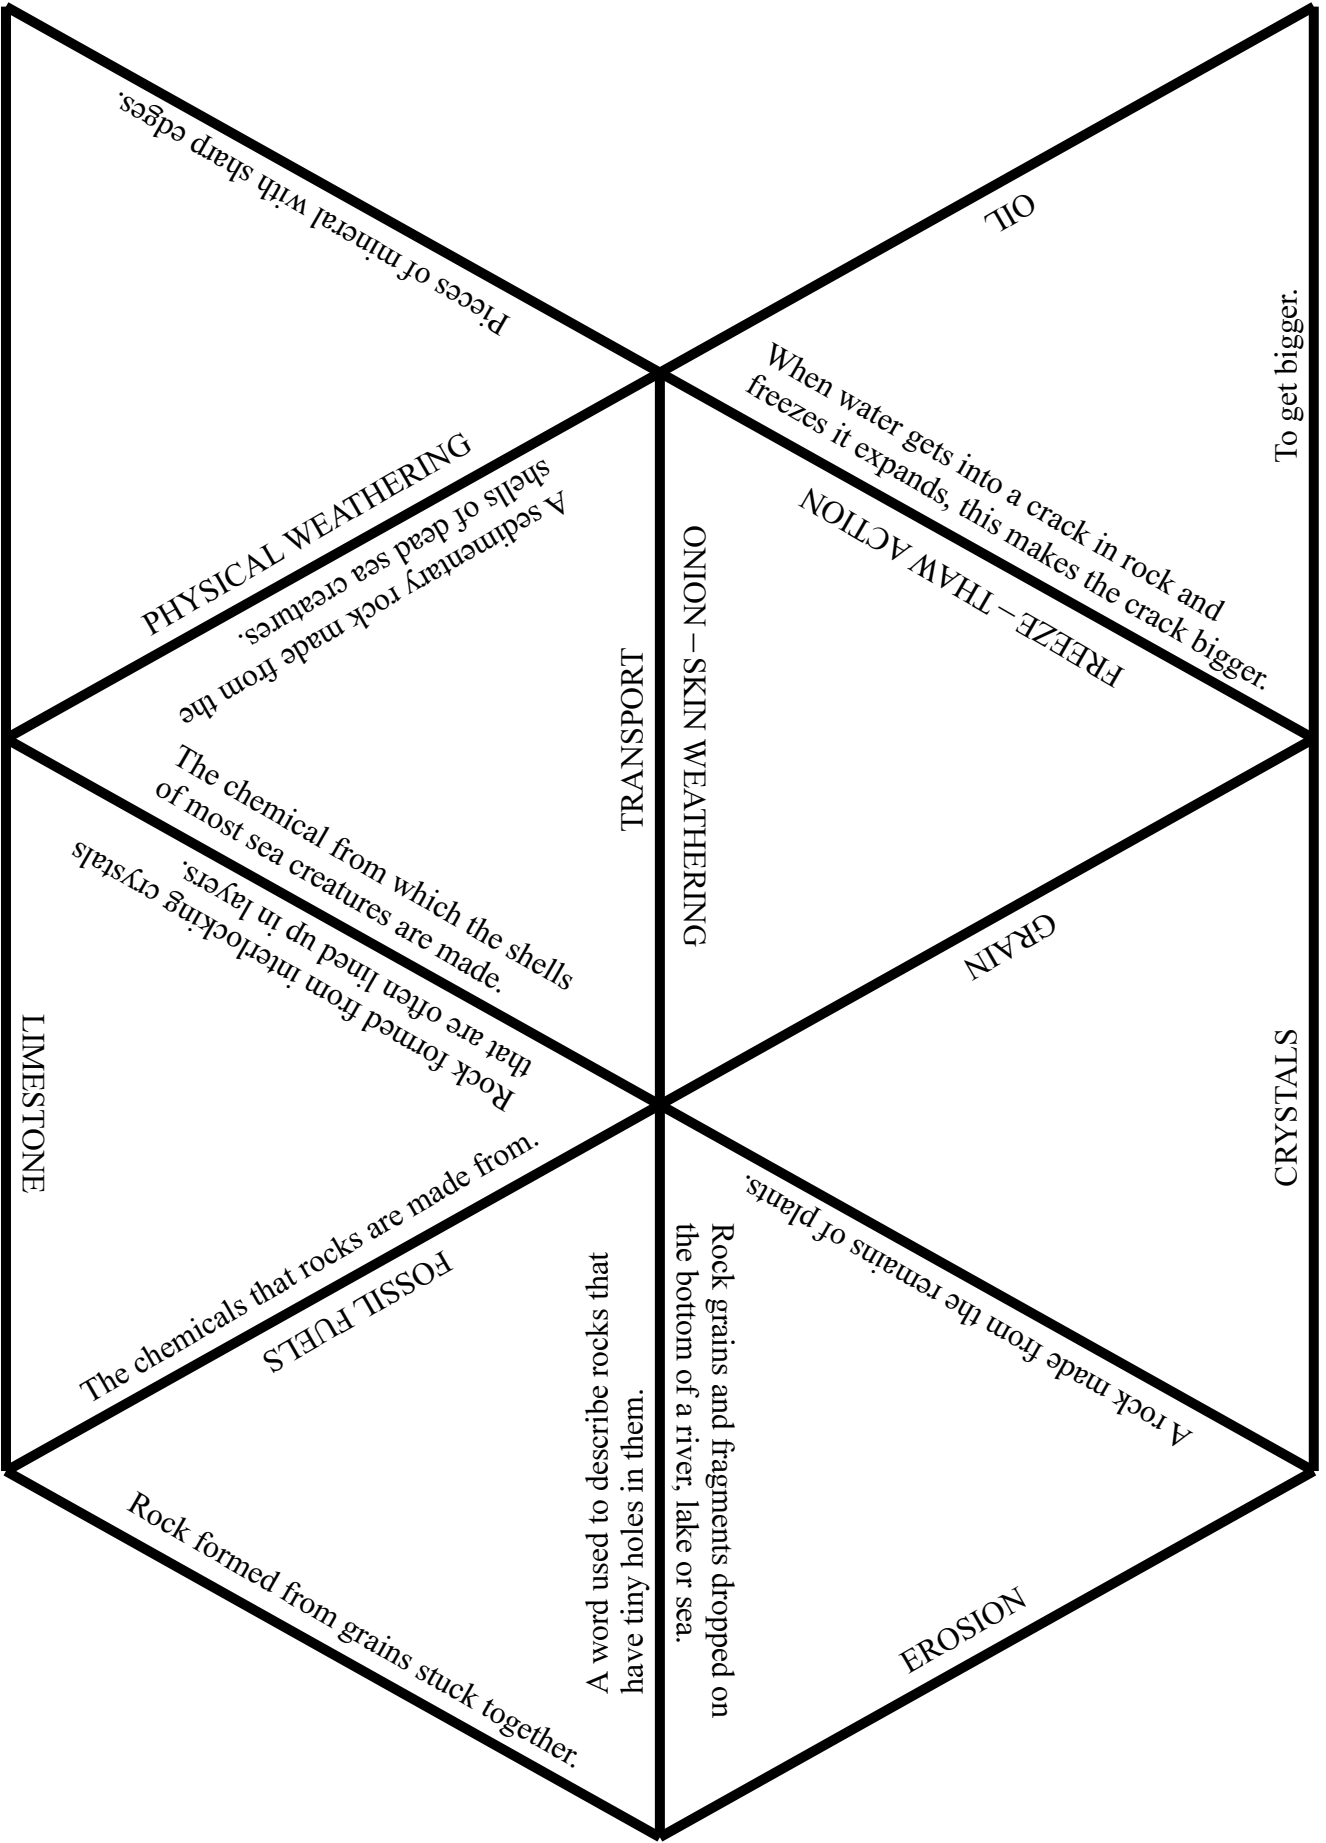 Pieces of mineral with sharp edges.
PHYSICAL WEATHERING
OIL
To get bigger.
When water gets into a crack in rock and
freezes it expands, this makes the crack bigger.
A sedimentary rock made from the
shells of dead sea creatures.
TRANSPORT
The chemical from which the shells
of most sea creatures are made.
ONION – SKIN WEATHERING
FREEZE – THAW ACTION
Rock formed from interlocking crystals
that are often lined up in layers.
LIMESTONE
The chemicals that rocks are made from.
GRAIN
CRYSTALS
A rock made from the remains of plants.
FOSSIL FUELS
A word used to describe rocks that
have tiny holes in them.
Rock formed from grains stuck together.
Rock grains and fragments dropped on
the bottom of a river, lake or sea.
EROSION